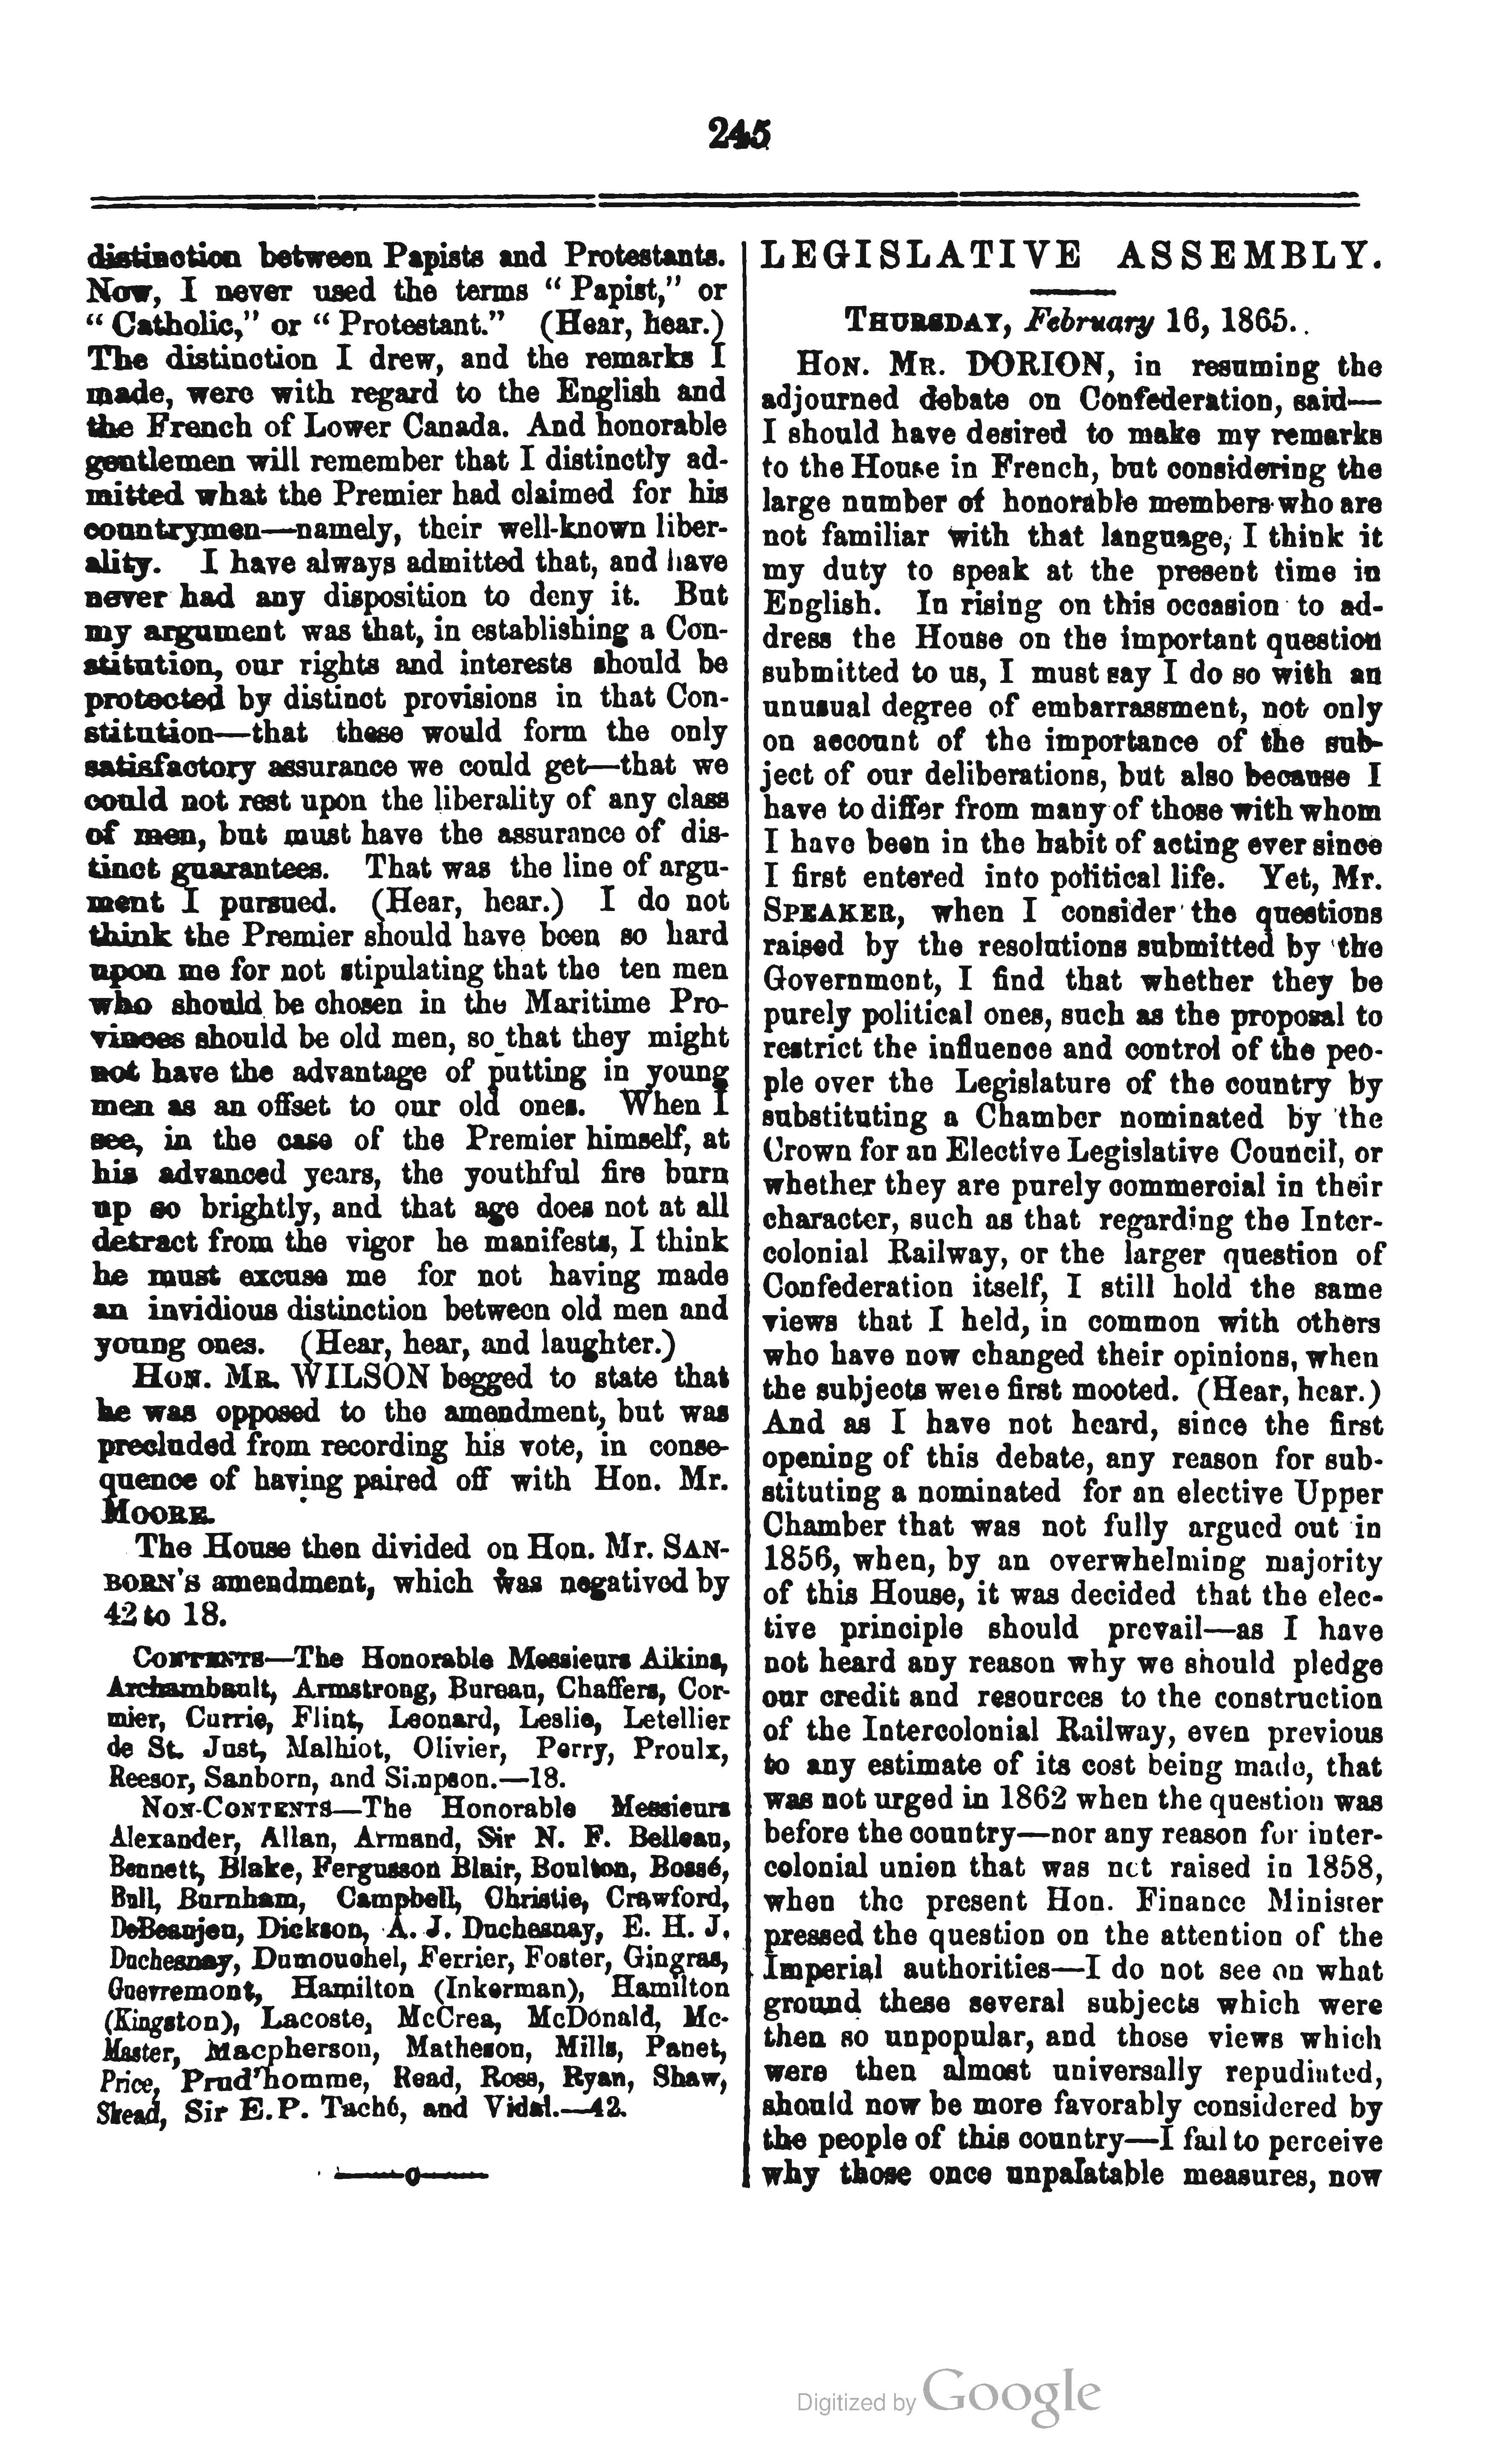 245
distinction between Papists and Protestants.
Now, I never used the terms “ Papist,” or
“ Catholic,” or “ Protestant.” (Hear, hear.)
The distinction I drew, and the remarks I
made, were with regard to the English and
the French of Lower Canada. And honorable
gentlemen will remember that I distinctly ad-
mitted what the Premier had claimed for his
countrymen—namely, their well-known liber-
ality. I have always admitted that, and have
never had any disposition to deny it. But
my argument was that, in establishing a Con-
stitution, our rights and interests should be
protected by distinct provisions in that Con-
stitution—that these would form the only
satisfactory assurance we could get—that we
could not rest upon the liberality of any class
of men, but must have the assurance of dis-
tinct guarantees. That was the line of argu-
ment I pursued. (Hear, hear.) I do not
think the Premier should have been so hard
upon me for not stipulating that the ten men
who should be chosen in the Maritime Pro-
vinces should be old men, so that they might
not have the advantage of putting in young
men as an offset to our old ones. When I
see, in the case of the Premier himself, at
his advanced years, the youthful fire burn
up so brightly, and that age does not at all
detract from the vigor he manifests, I think
he must excuse me for not having made
an invidious distinction between old men and
young ones. (Hear, hear, and laughter.)
HON. MR. WILSON begged to state that
he was opposed to the amendment, but was
precluded from recording his vote, in conse-
quence of having paired off with Hon. Mr.
MOORE.
The House then divided on Hon. Mr. SAN-
BORN'S amendment, which was negatived by
42 to 18.
CONTENTS—The Honorable Messieurs Aikins,
Archambault, Armstrong, Bureau, Chaffers, Cor-
mier, Currie, Flint, Leonard, Leslie, Letellier
de St. Just, Malhiot, Olivier, Perry, Proulx,
Reesor, Sanborn, and Simpson.—18.
NON-CONTENTS—The Honorable Messieurs
Alexander, Allan, Armand, Sir N. F. Belleau,
Bennett, Blake, Fergusson Blair, Boulton, Bossé,
Bull, Burnham, Campbell, Christie, Crawford,
DeBeaujeu, Dickson, A. J. Duchesnay, E. H. J.
Duchesnay, Dumouchel, Ferrier, Foster, Gingras,
Guevremont, Hamilton (Inkerman), Hamilton
(Kingston), Lacoste, McCrea, McDonald, Mc-
Master, Macpherson, Matheson, Mills, Panet,
Price, Prud'homme, Read, Ross, Ryan, Shaw,
Skead, Sir E.P. Taché, and Vidal.—42.
LEGISLATIVE ASSEMBLY.
THURSDAY, February 16, 1865.
HON. MR. DORION, in resuming the
adjourned debate on Confederation, said—
I should have desired to make my remarks
to the House in French, but considering the
large number of honorable members who are
not familiar with that language, I think it
my duty to speak at the present time in
English. In rising on this occasion to ad-
dress the House on the important question
submitted to us, I must say I do so with an
unusual degree of embarrassment, not only
on account of the importance of the sub-
ject of our deliberations, but also because I
have to differ from many of those with whom
I have been in the habit of acting ever since
I first entered into political life. Yet, Mr.
SPEAKER, when I consider the questions
raised by the resolutions submitted by the
Government, I find that whether they be
purely political ones, such as the proposal to
restrict the influence and control of the peo-
ple over the Legislature of the country by
substituting a Chamber nominated by the
Crown for an Elective Legislative Council, or
whether they are purely commercial in their
character, such as that regarding the Inter-
colonial Railway, or the larger question of
Confederation itself, I still hold the same
views that I held, in common with others
who have now changed their opinions, when
the subjects were first mooted. (Hear, hear.)
And as I have not heard, since the first
opening of this debate, any reason for sub-
stituting a nominated for an elective Upper
Chamber that was not fully argued out in
1856, when, by an overwhelming majority
of this House, it was decided that the elec-
tive principle should prevail—as I have
not heard any reason why we should pledge
our credit and resources to the construction
of the Intercolonial Railway, even previous
to any estimate of its cost being made, that
was not urged in 1862 when the question was
before the country—nor any reason for inter-
colonial union that was not raised in 1858,
when the present Hon. Finance Minister
pressed the question on the attention of the
Imperial authorities—I do not see on what
ground these several subjects which were
then so unpopular, and those views which
were then almost universally repudiated,
should now be more favorably considered by
the people of this country—I fail to perceive
why those once unpalatable measures, now
Digitized by Google